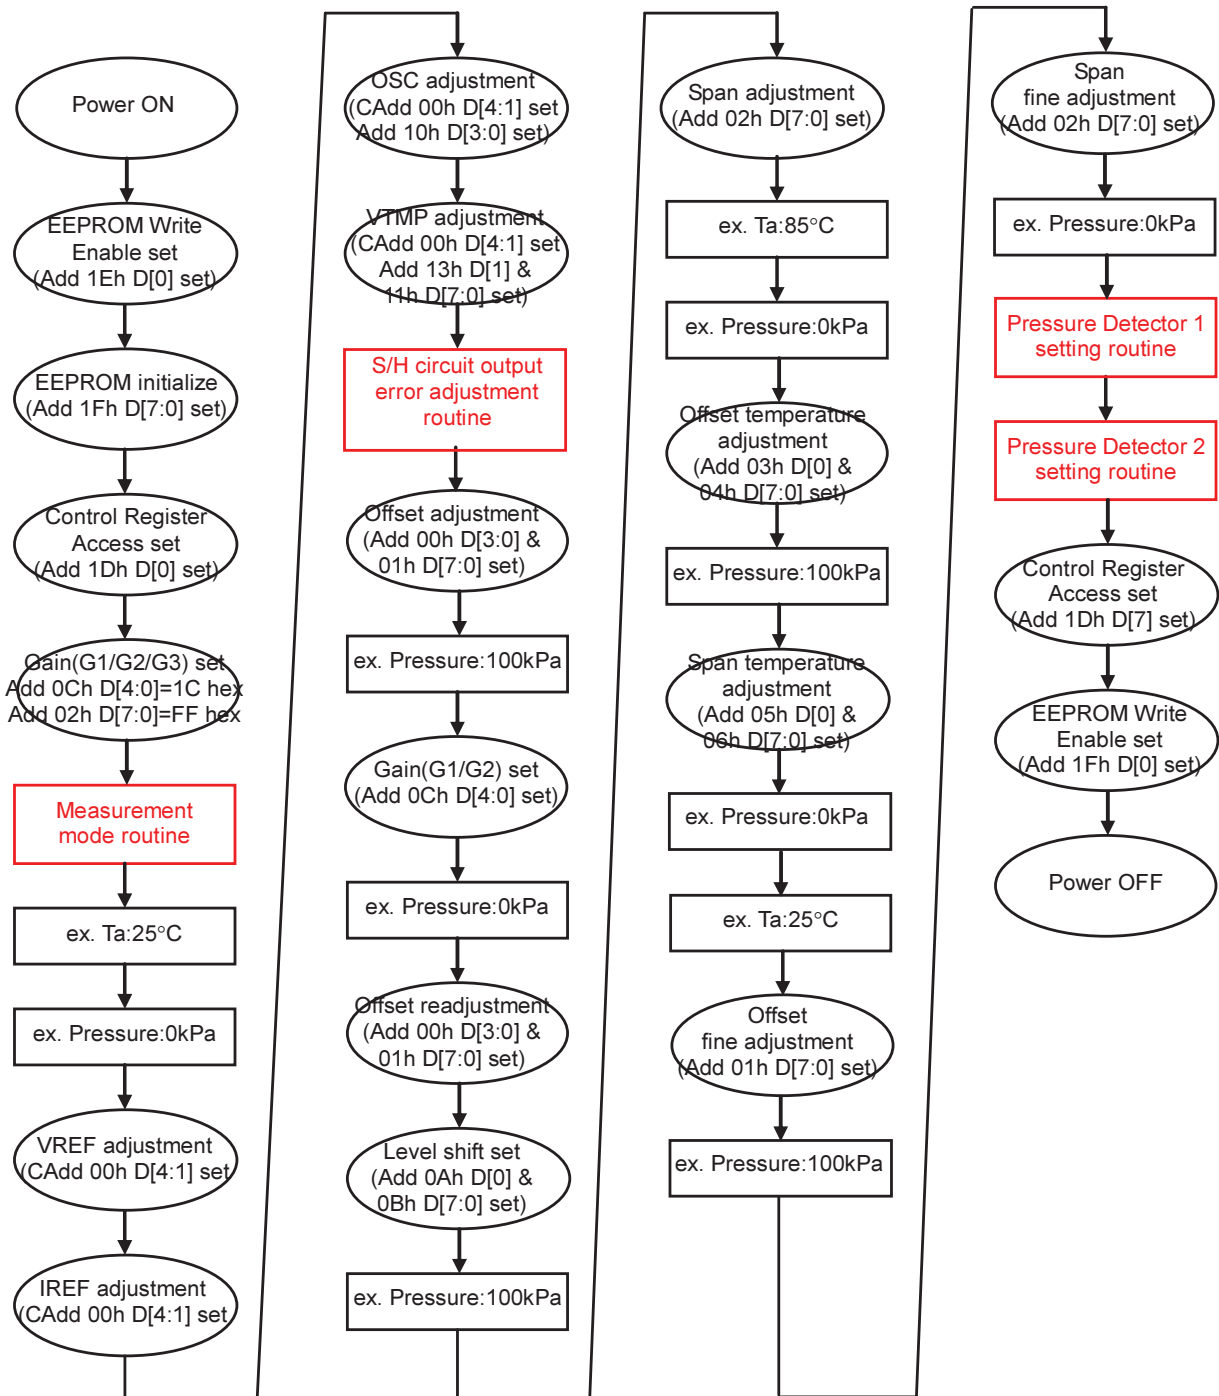 Power ON
EEPROM Write
Enable set
(Add 1Eh D[0] set)
EEPROM initialize
(Add 1Fh D[7:0] set)
Control Register
Access set
(Add 1Dh D[0] set)
Gain(G1/G2/G3) set
Add 0Ch D[4:0]=1C hex
Add 02h D[7:0]=FF hex
Measurement
mode routine
ex. Ta:25°C
ex. Pressure:0kPa
VREF adjustment
(CAdd 00h D[4:1] set
IREF adjustment
(CAdd 00h D[4:1] set
OSC adjustment
(CAdd 00h D[4:1] set
Add 10h D[3:0] set)
VTMP adjustment
(CAdd 00h D[4:1] set
Add 13h D[1] &
11h D[7:0] set)
S/H circuit output
error adjustment
routine
Offset adjustment
(Add 00h D[3:0] &
01h D[7:0] set)
ex. Pressure:100kPa
Gain(G1/G2) set
(Add 0Ch D[4:0] set)
ex. Pressure:0kPa
Offset readjustment
(Add 00h D[3:0] &
01h D[7:0] set)
Level shift set
(Add 0Ah D[0] &
0Bh D[7:0] set)
ex. Pressure:100kPa
Span adjustment
(Add 02h D[7:0] set)
ex. Ta:85°C
ex. Pressure:0kPa
Offset temperature
adjustment
(Add 03h D[0] &
04h D[7:0] set)
ex. Pressure:100kPa
Span temperature
adjustment
(Add 05h D[0] &
06h D[7:0] set)
ex. Pressure:0kPa
ex. Ta:25°C
Offset
fine adjustment
(Add 01h D[7:0] set)
ex. Pressure:100kPa
Span
fine adjustment
(Add 02h D[7:0] set)
ex. Pressure:0kPa
Pressure Detector 1
setting routine
Pressure Detector 2
setting routine
Control Register
Access set
(Add 1Dh D[7] set)
EEPROM Write
Enable set
(Add 1Fh D[0] set)
Power OFF